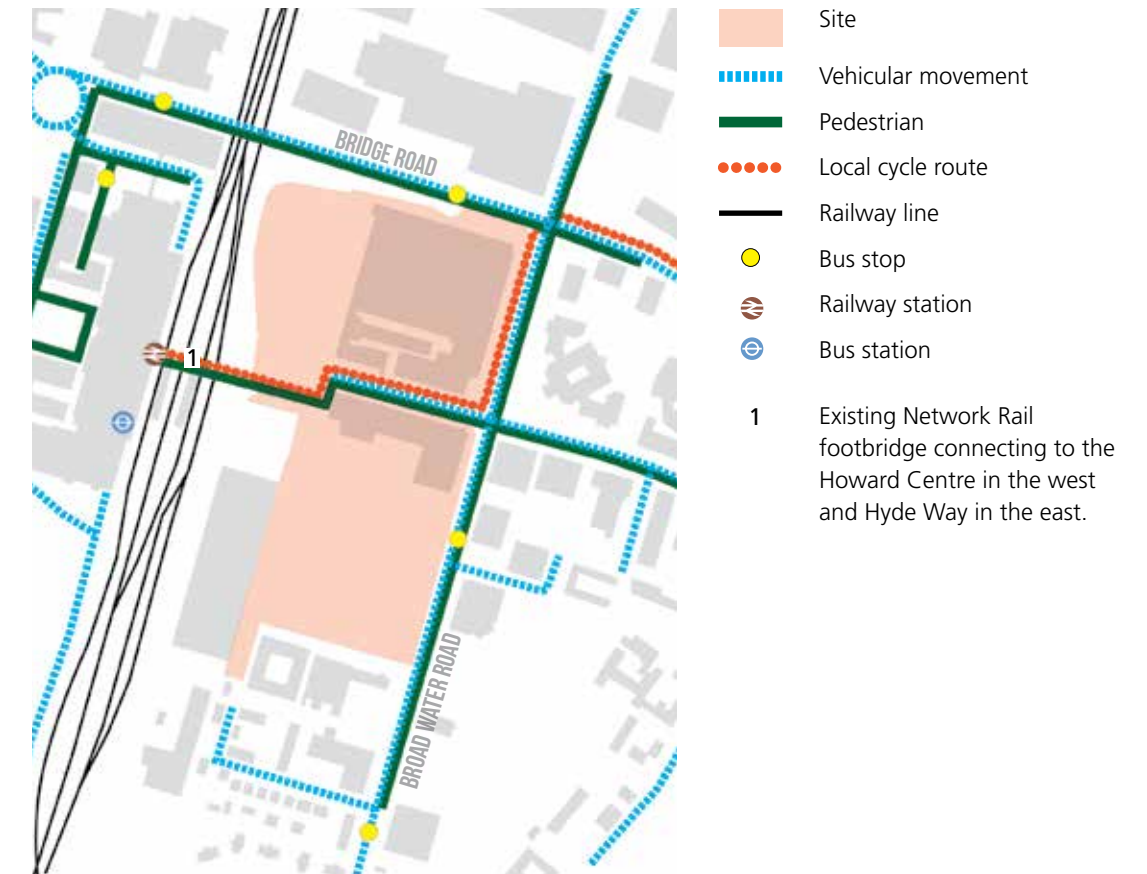 BRIDGE ROAD
1
BROAD WATER ROAD
Site
Vehicular movement
Pedestrian
Local cycle route
Railway line
Bus stop
Railway station
Bus station
1 Existing Network Rail
footbridge connecting to the
Howard Centre in the west
and Hyde Way in the east.